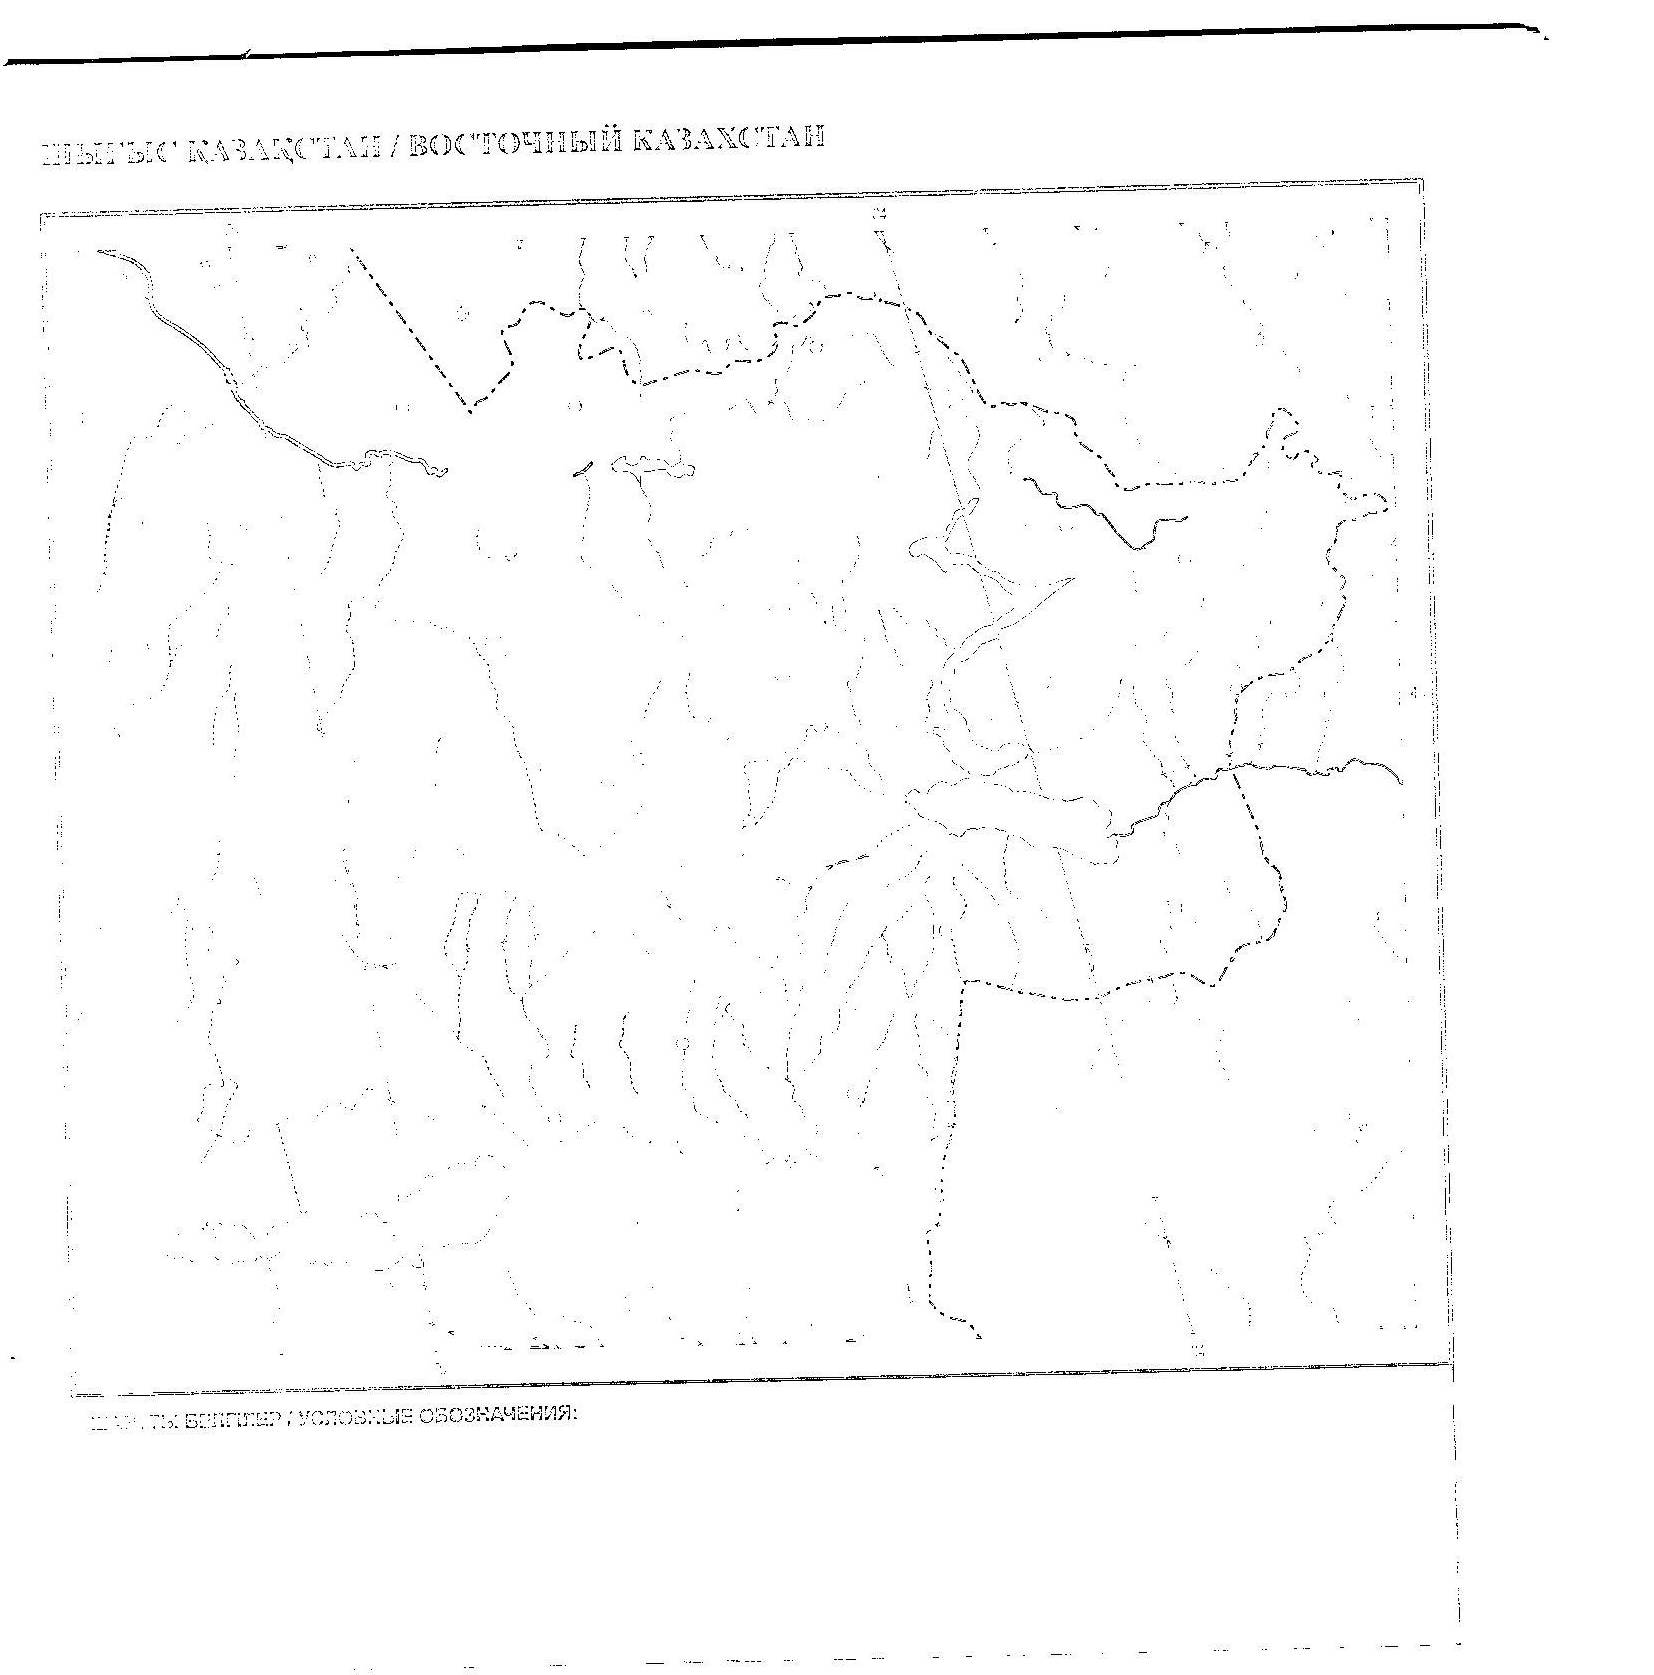 ШЫҒЫС ҚАЗАҚСТАН / ВОСТОЧНЫЙ КАЗАХСТАН
ШАРТТЫ БЕЛГІЛЕР / УСЛОВНЫЕ ОБОЗНАЧЕНИЯ: